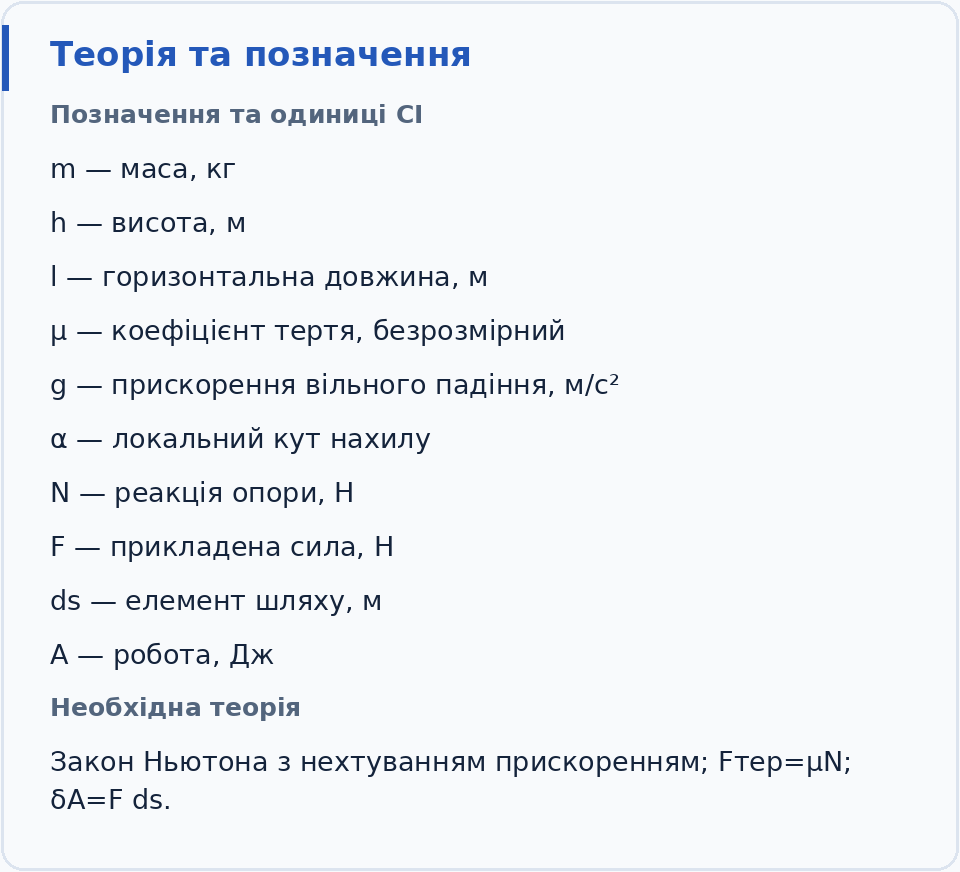 Теорія та позначення
Позначення та одиниці СІ
m — маса, кг
h — висота, м
l — горизонтальна довжина, м
μ — коефіцієнт тертя, безрозмірний
g — прискорення вільного падіння, м/с²
α — локальний кут нахилу
N — реакція опори, Н
F — прикладена сила, Н
ds — елемент шляху, м
A — робота, Дж
Необхідна теорія
Закон Ньютона з нехтуванням прискоренням; Fтер=μN;
δA=F ds.